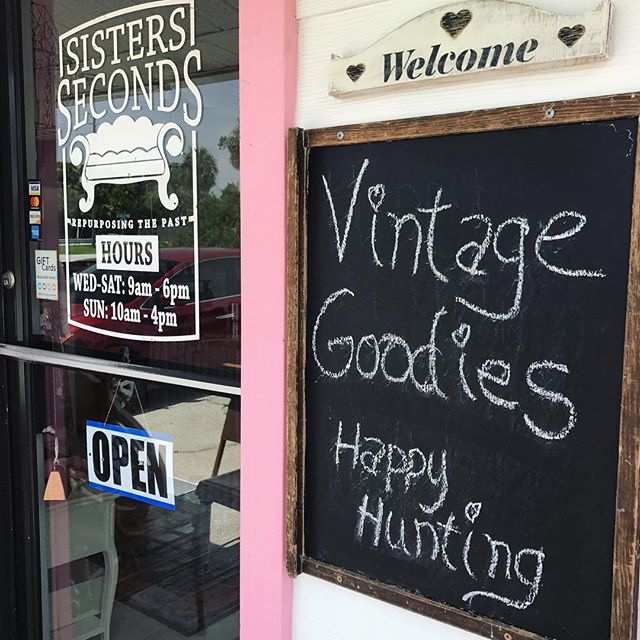 SISTERS
SECONDS
REPURPOSING THE PAST
HOURS
WED-SAT: 9am - 6pm
SUN: 10am - 4pm
VISA
GIFT
Cards
OPEN
Welcome
Vintage
Goodies
Happy
Hunting